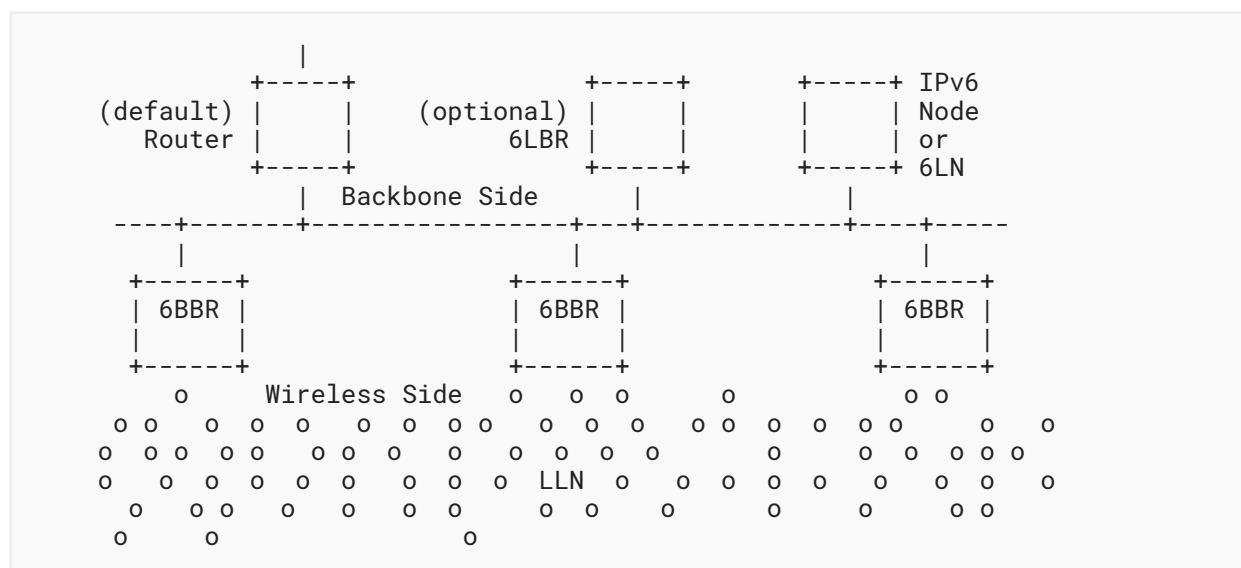 |
               +-----+                +-----+       +-----+ IPv6
     (default) |     |     (optional) |     |       |     | Node
        Router |     |           6LBR |     |       |     | or
               +-----+                +-----+       +-----+ 6LN
                  |  Backbone Side       |             |
      ----+-------+-----------------+---+-------------+----+-----
          |                         |                      |
       +------+                 +------+                +------+
       | 6BBR |                 | 6BBR |                | 6BBR |
       |      |                 |      |                |      |
       +------+                 +------+                +------+
          o     Wireless Side   o   o  o      o           o o
      o o   o  o  o   o  o  o o   o  o  o   o o  o  o  o o     o   o
     o  o o  o o   o o  o   o   o  o  o  o       o     o  o  o o o
     o   o  o  o  o  o   o  o  o  LLN  o   o  o  o  o   o   o  o   o
       o   o o   o   o   o  o     o  o    o      o     o     o o
      o     o                o